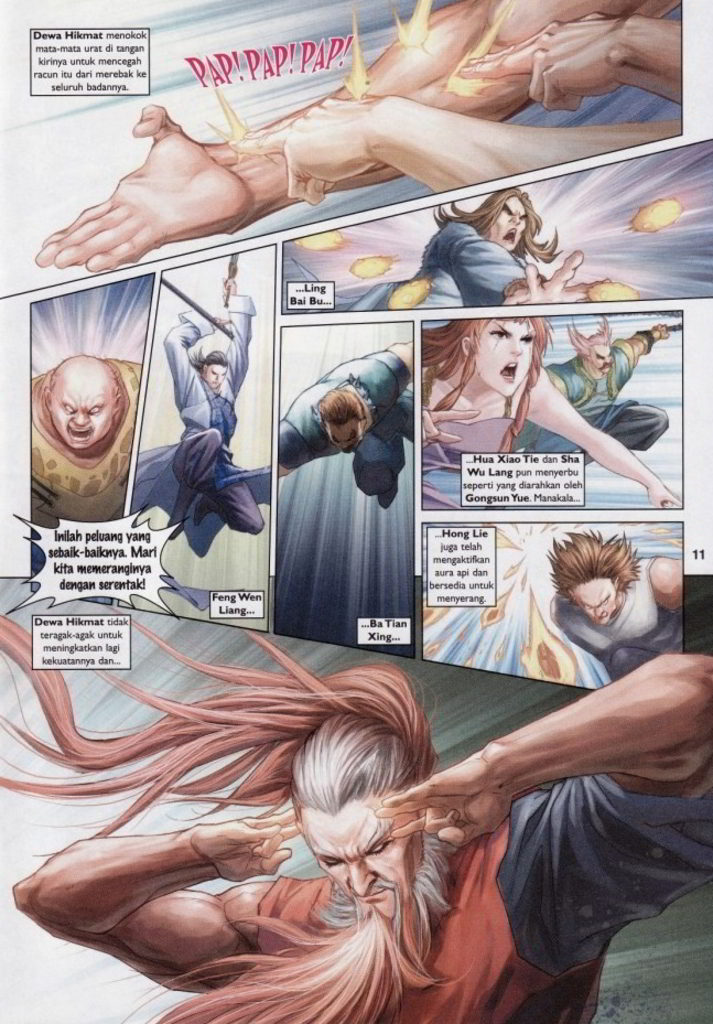 Dewa Hikmat menokok
mata-mata urat di tangan
kirinya untuk mencegah
racun itu dari merebak ke
seluruh badannya.
PAP! PAP! PAP!
...Ling
Bai Bu...
Inilah peluang yang
sebaik-baiknya. Mari
kita memeranginya
dengan serentak!
Feng Wen
Liang...
...Ba Tian
Xing...
...Hua Xiao Tie dan Sha
Wu Lang pun menyerbu
seperti yang diarahkan oleh
Gongsun Yue. Manakala...
...Hong Lie
juga telah
mengaktifkan
aura api dan
bersedia untuk
menyerang.
11
Dewa Hikmat tidak
teragak-agak untuk
meningkatkan lagi
kekuatannya dan...